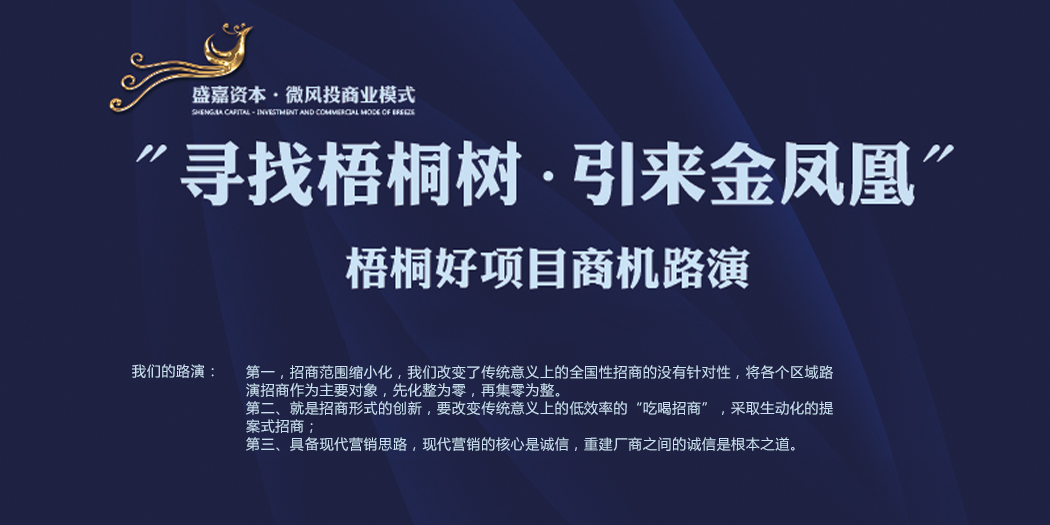 盛嘉资本·微风投商业模式
SHENGJIA CAPITAL - INVESTMENT AND COMMERCIAL MODE OF BREEZE
"寻找梧桐树·引来金凤凰"
梧桐好项目商机路演
我们的路演： 第一，招商范围缩小化，我们改变了传统意义上的全国性招商的没有针对性，将各个区域路
演招商作为主要对象，先化整为零，再集零为整。
第二、就是招商形式的创新，要改变传统意义上的低效率的“吃喝招商”，采取生动化的提
案式招商；
第三、具备现代营销思路，现代营销的核心是诚信，重建厂商之间的诚信是根本之道。